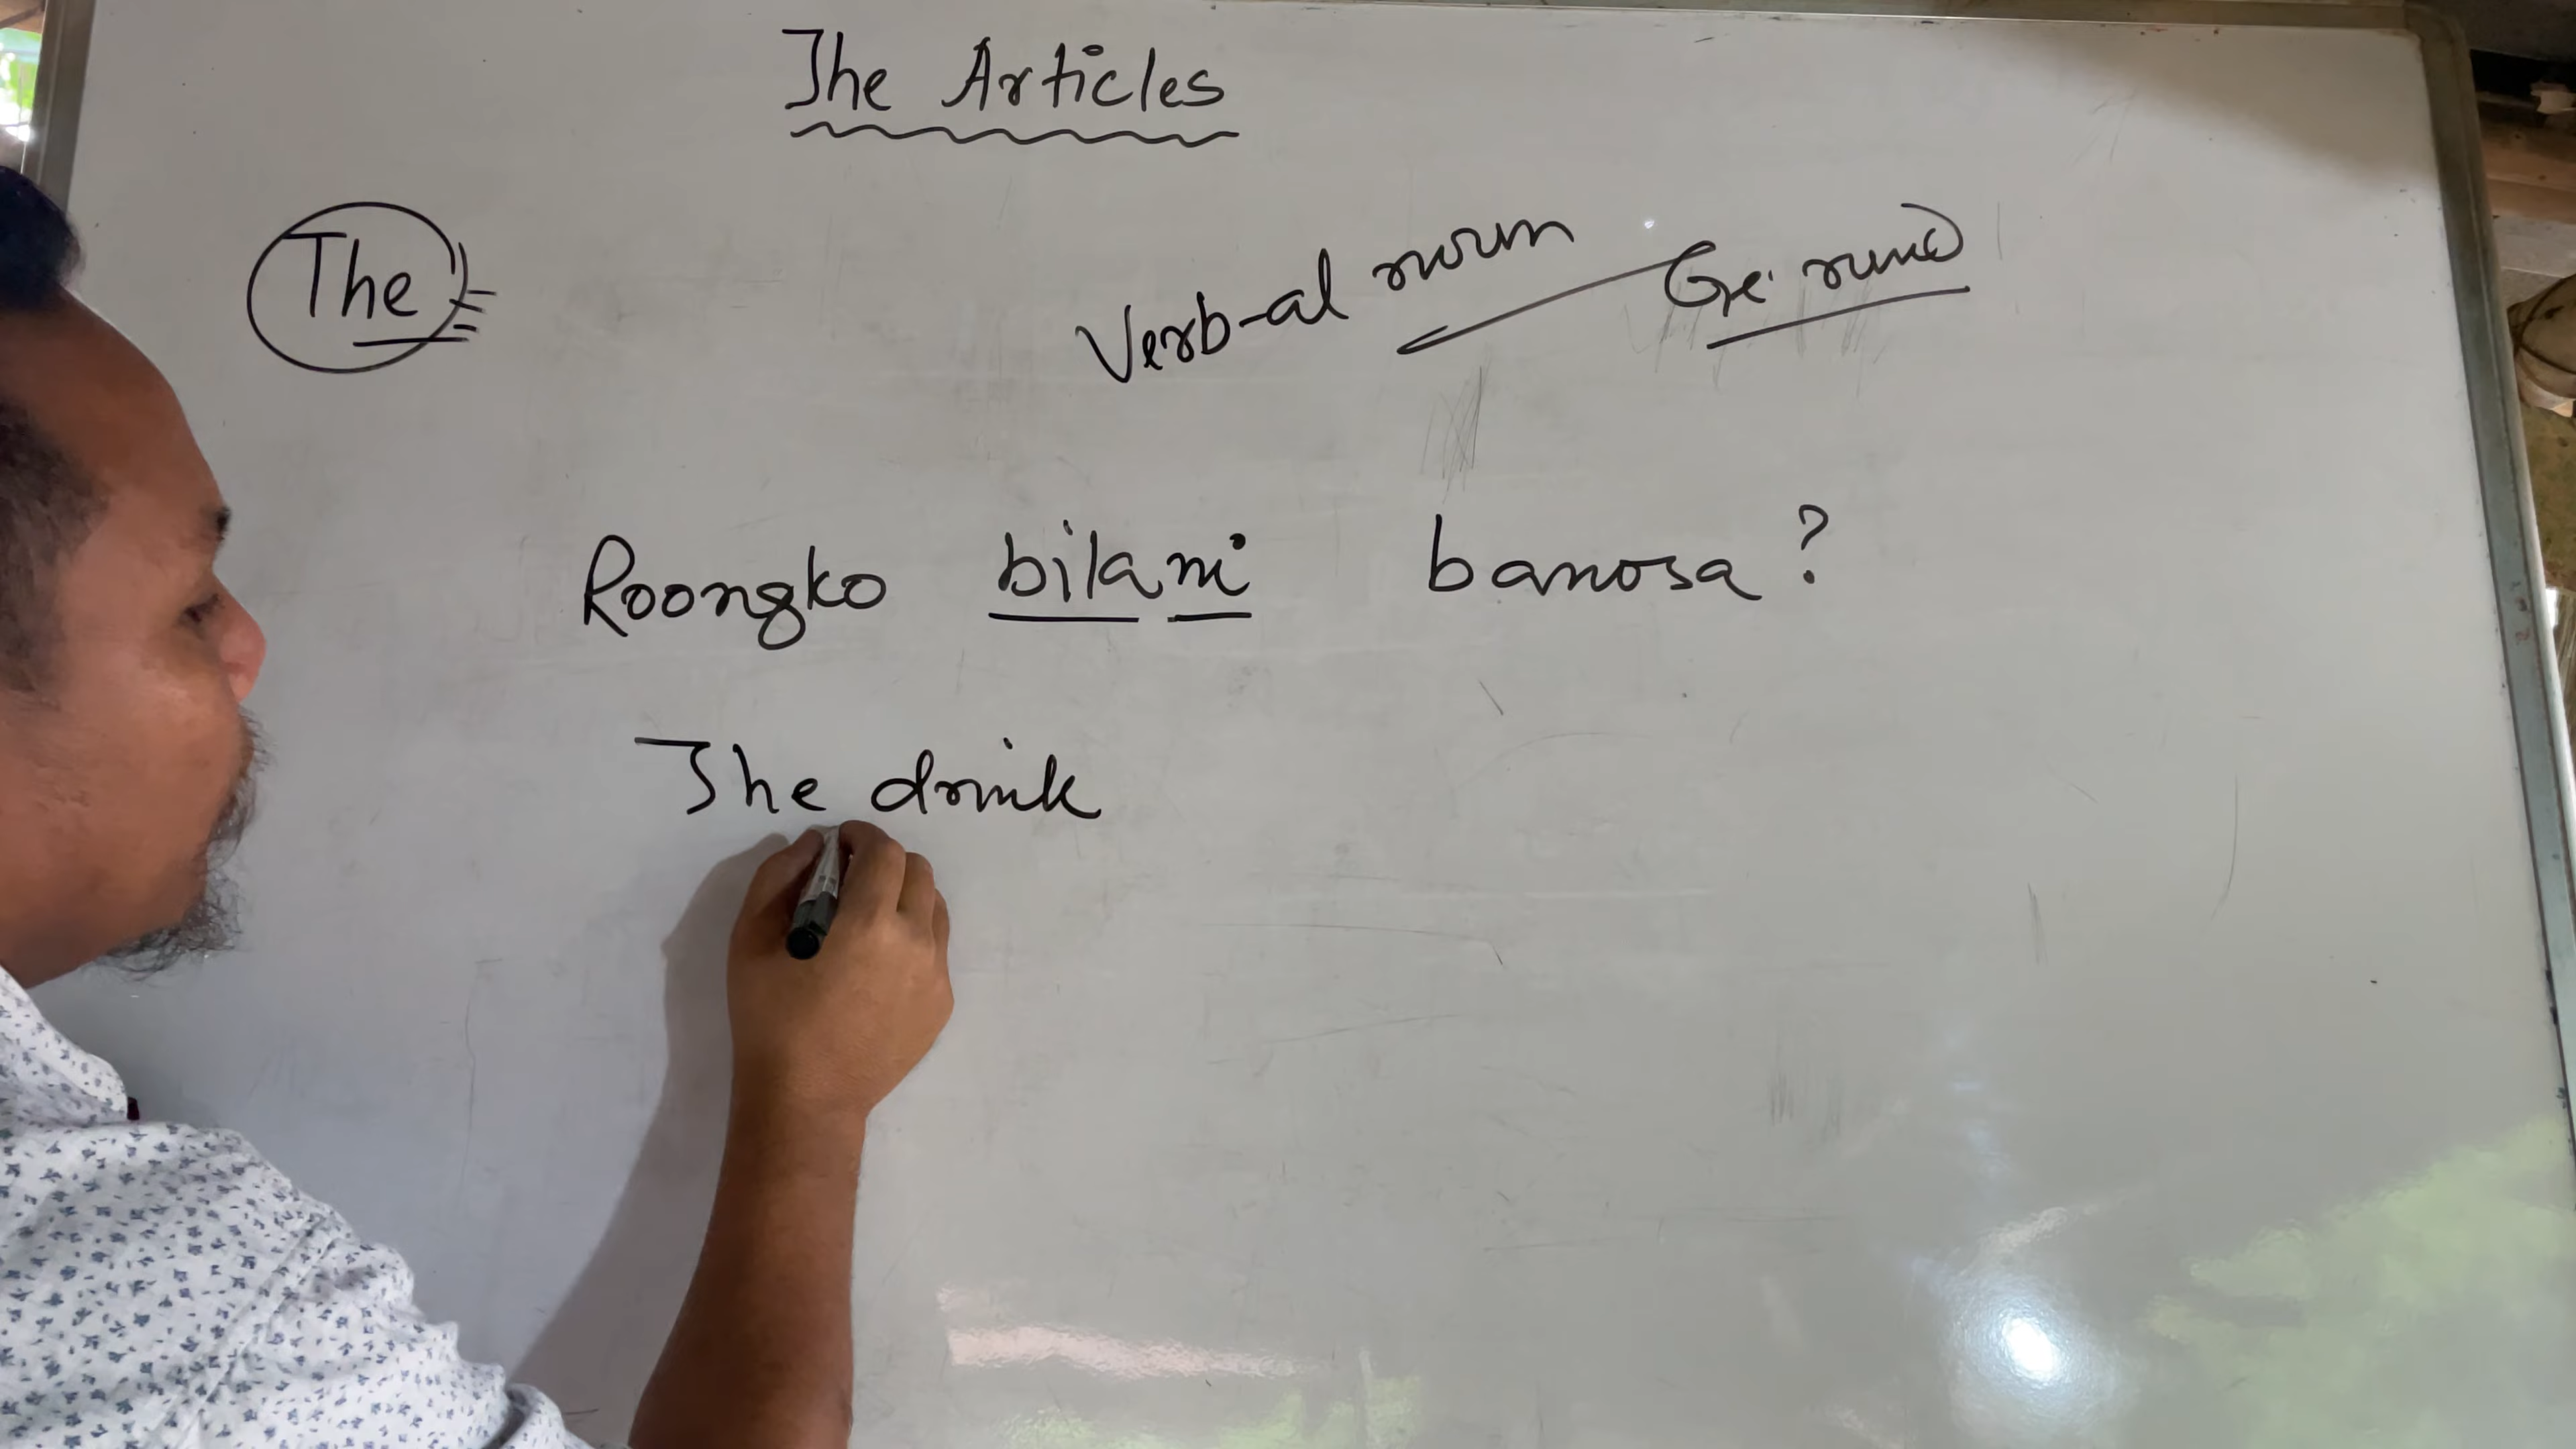 The Articles
The
Verb-al noun
Gerund
Roongko bilani banosa?
The drink